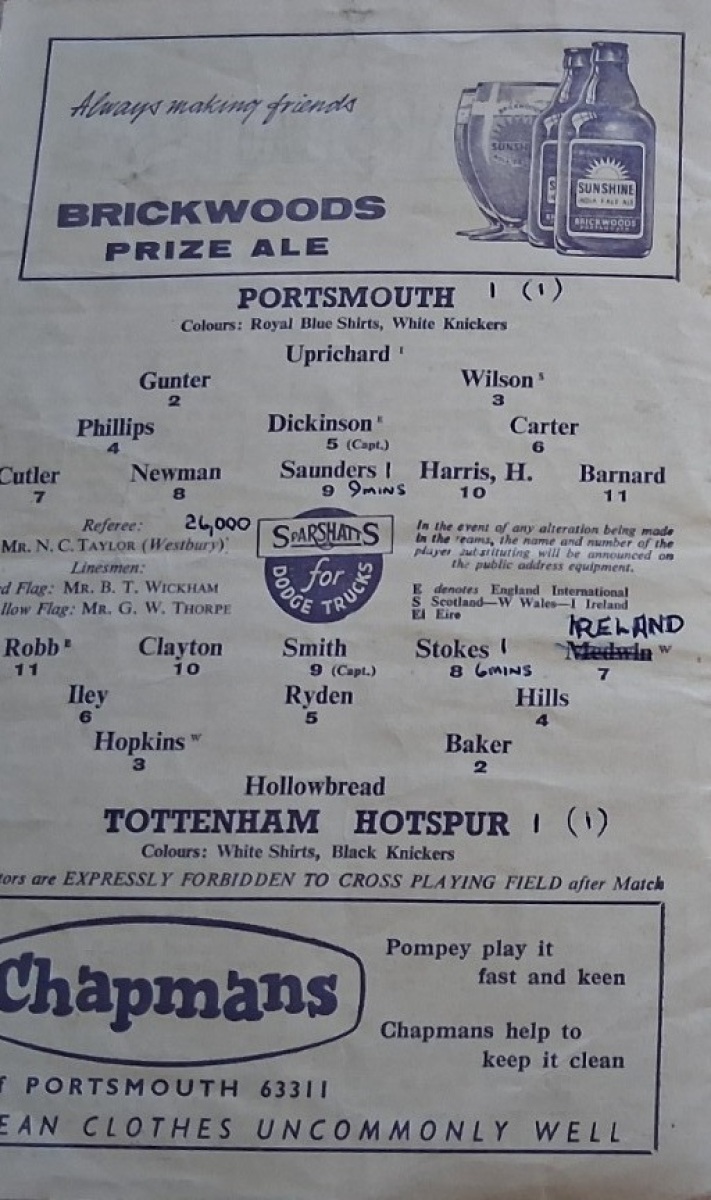 Always making friends
BRICKWOODS
PRIZE ALE
SUNSHINE
INDIA PALE ALE
BRICKWOODS
PORTSMOUTH 1 (1)
Colours: Royal Blue Shirts, White Knickers
Uprichard I
Gunter Wilson S
2 3
Phillips Dickinson E Carter
4 5 (Capt.) 6
Cutler Newman Saunders 1 Harris, H. Barnard
7 8 9 9MINS 10 11
Referee: 26,000
MR. N. C. TAYLOR (Westbury)
Linesmen:
d Flag: MR. B. T. WICKHAM
llow Flag: MR. G. W. THORPE
SPARSHATTS
for
DODGE TRUCKS
In the event of any alteration being made
in the teams, the name and number of the
player substituting will be announced on
the public address equipment.
E denotes England International
S Scotland—W Wales—I Ireland
EI Eire
IRELAND
Robb E Clayton Smith Stokes 1 Medwin W
11 10 9 (Capt.) 8 6MINS 7
Iley Ryden Hills
6 5 4
Hopkins W Baker
3 2
Hollowbread
TOTTENHAM HOTSPUR 1 (1)
Colours: White Shirts, Black Knickers
tors are EXPRESSLY FORBIDDEN TO CROSS PLAYING FIELD after Match
Chapmans
Pompey play it
fast and keen
Chapmans help to
keep it clean
f PORTSMOUTH 63311
EAN CLOTHES UNCOMMONLY WELL